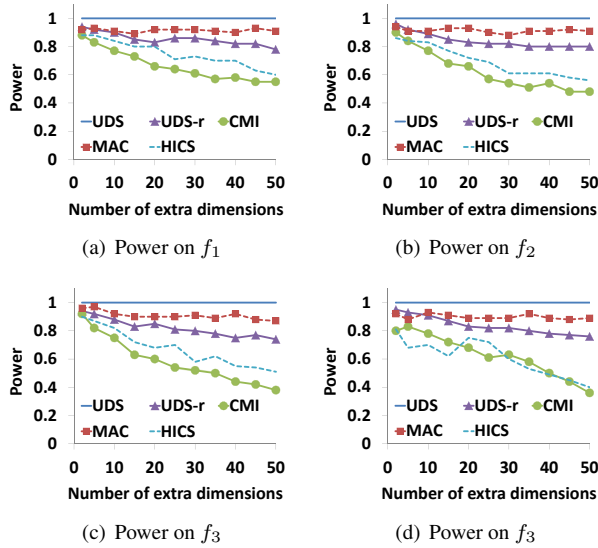 1
0.8
0.6
0.4
0.2
0
Power
UDS UDS-r CMI
MAC HICS
0 10 20 30 40 50
Number of extra dimensions
(a) Power on f1
1
0.8
0.6
0.4
0.2
0
Power
UDS UDS-r CMI
MAC HICS
0 10 20 30 40 50
Number of extra dimensions
(b) Power on f2
1
0.8
0.6
0.4
0.2
0
Power
UDS UDS-r CMI
MAC HICS
0 10 20 30 40 50
Number of extra dimensions
(c) Power on f3
1
0.8
0.6
0.4
0.2
0
Power
UDS UDS-r CMI
MAC HICS
0 10 20 30 40 50
Number of extra dimensions
(d) Power on f3